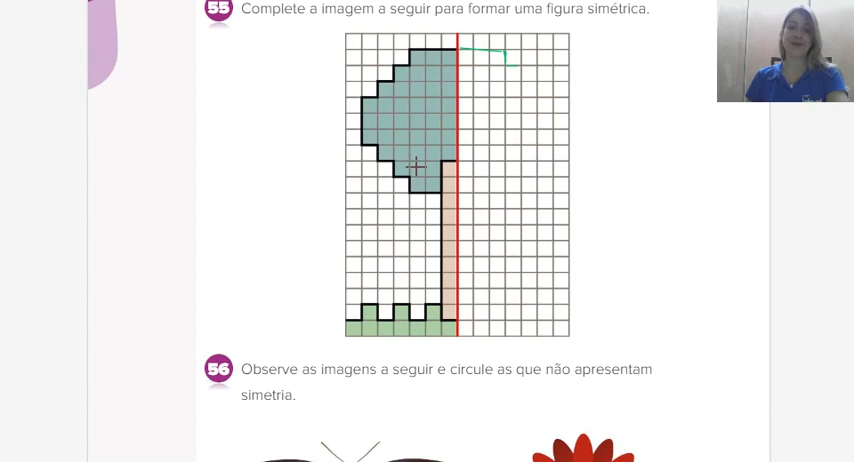 55 Complete a imagem a seguir para formar uma figura simétrica.
56 Observe as imagens a seguir e circule as que não apresentam
simetria.